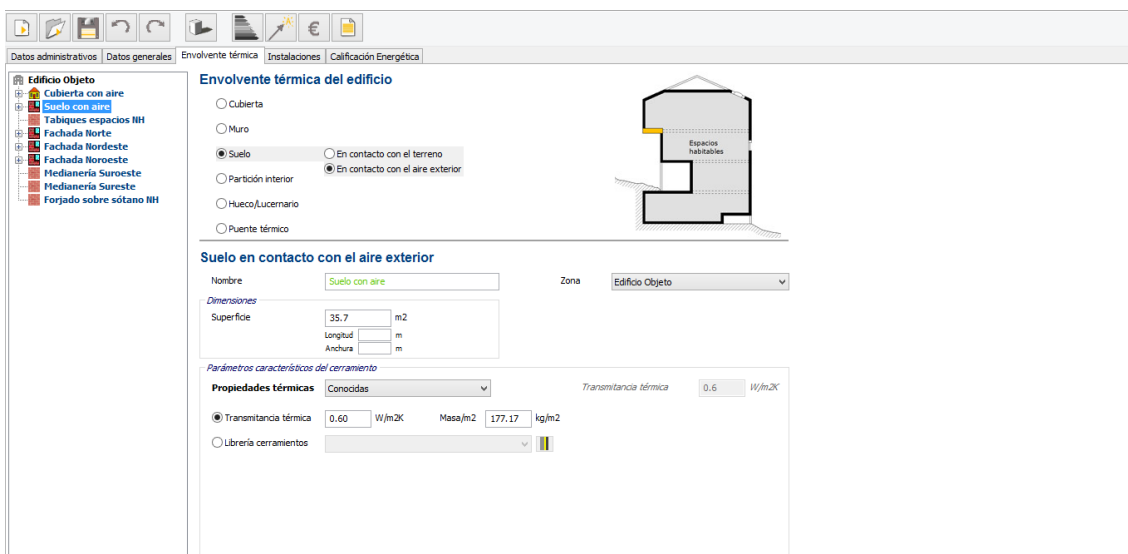 Datos administrativos Datos generales Envolvente térmica Instalaciones Calificación Energética
Edificio Objeto
Cubierta con aire
Suelo con aire
Tabiques espacios NH
Fachada Norte
Fachada Nordeste
Fachada Noroeste
Medianería Suroeste
Medianería Sureste
Forjado sobre sótano NH
Envolvente térmica del edificio
Cubierta
Muro
Suelo En contacto con el terreno
En contacto con el aire exterior
Partición interior
Hueco/Lucernario
Puente térmico
Espacios
habitables
Suelo en contacto con el aire exterior
Nombre Suelo con aire Zona Edificio Objeto
Dimensiones
Superficie 35.7 m2
Longitud m
Anchura m
Parámetros característicos del cerramiento
Propiedades térmicas Conocidas Transmitancia térmica 0.6 W/m2K
Transmitancia térmica 0.60 W/m2K Masa/m2 177.17 kg/m2
Librería cerramientos